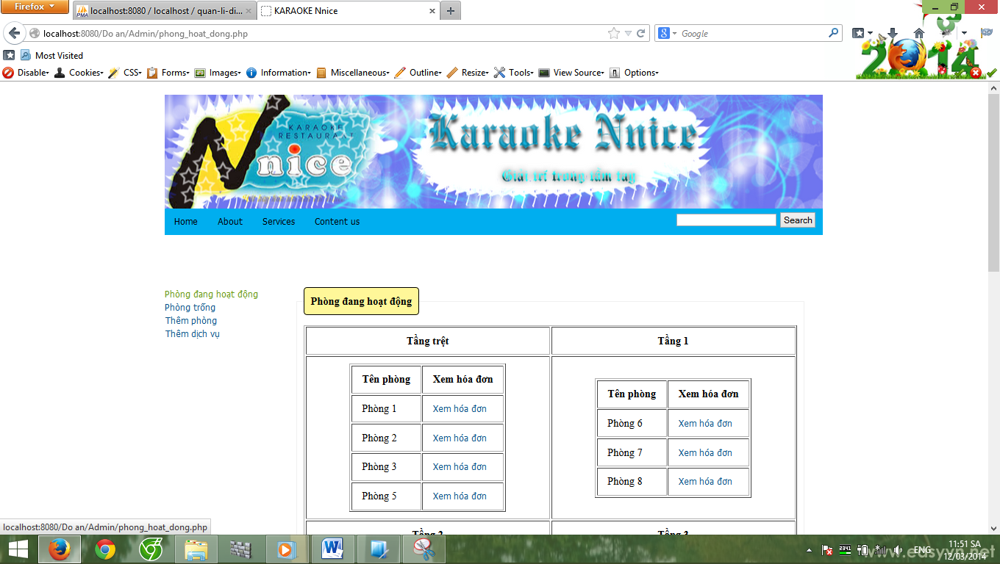 Firefox
localhost:8080 / localhost / quan-li-di...
KARAOKE Nnice
localhost:8080/Do an/Admin/phong_hoat_dong.php
Google
Most Visited
2014
Disable Cookies CSS Forms Images Information Miscellaneous Outline Resize Tools View Source Options
KARAOKE
RESTAURANT
Nnice
Karaoke Nnice
Giải trí trong tầm tay
Home About Services Content us Search
Phòng đang hoạt động
Phòng trống
Thêm phòng
Thêm dịch vụ
Phòng đang hoạt động
Tầng trệt Tầng 1
Tên phòng Xem hóa đơn
Phòng 1 Xem hóa đơn
Phòng 2 Xem hóa đơn
Phòng 3 Xem hóa đơn
Phòng 5 Xem hóa đơn
Tên phòng Xem hóa đơn
Phòng 6 Xem hóa đơn
Phòng 7 Xem hóa đơn
Phòng 8 Xem hóa đơn
Tầng 2 Tầng 3
localhost:8080/Do an/Admin/phong_hoat_dong.php
2341
ENG
11:51 SA
12/03/2014
www.easyvn.net